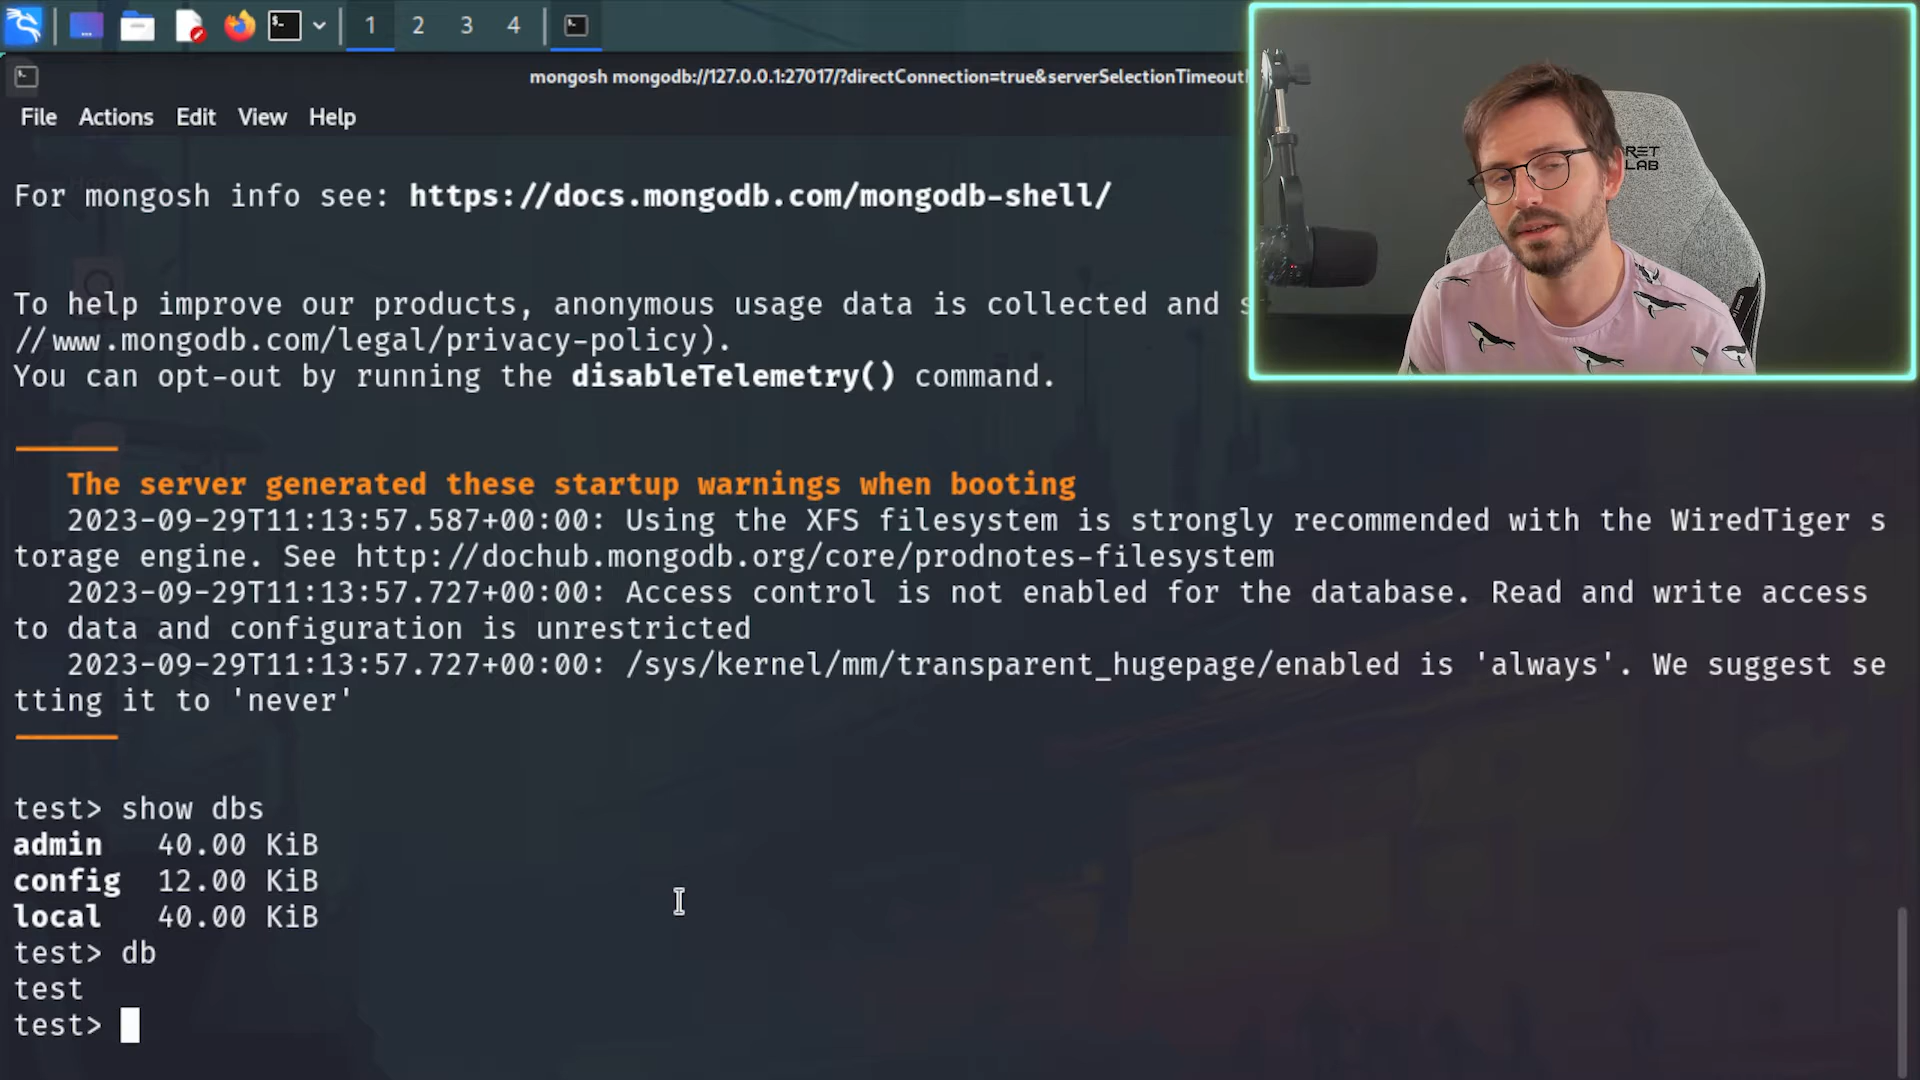 1 2 3 4
mongosh mongodb://127.0.0.1:27017/?directConnection=true&serverSelectionTimeout
File Actions Edit View Help
For mongosh info see: https://docs.mongodb.com/mongodb-shell/
To help improve our products, anonymous usage data is collected and s
//www.mongodb.com/legal/privacy-policy).
You can opt-out by running the disableTelemetry() command.
The server generated these startup warnings when booting
2023-09-29T11:13:57.587+00:00: Using the XFS filesystem is strongly recommended with the WiredTiger s
torage engine. See http://dochub.mongodb.org/core/prodnotes-filesystem
2023-09-29T11:13:57.727+00:00: Access control is not enabled for the database. Read and write access
to data and configuration is unrestricted
2023-09-29T11:13:57.727+00:00: /sys/kernel/mm/transparent_hugepage/enabled is 'always'. We suggest se
tting it to 'never'
test> show dbs
admin 40.00 KiB
config 12.00 KiB
local 40.00 KiB
test> db
test
test>
RET
LAB